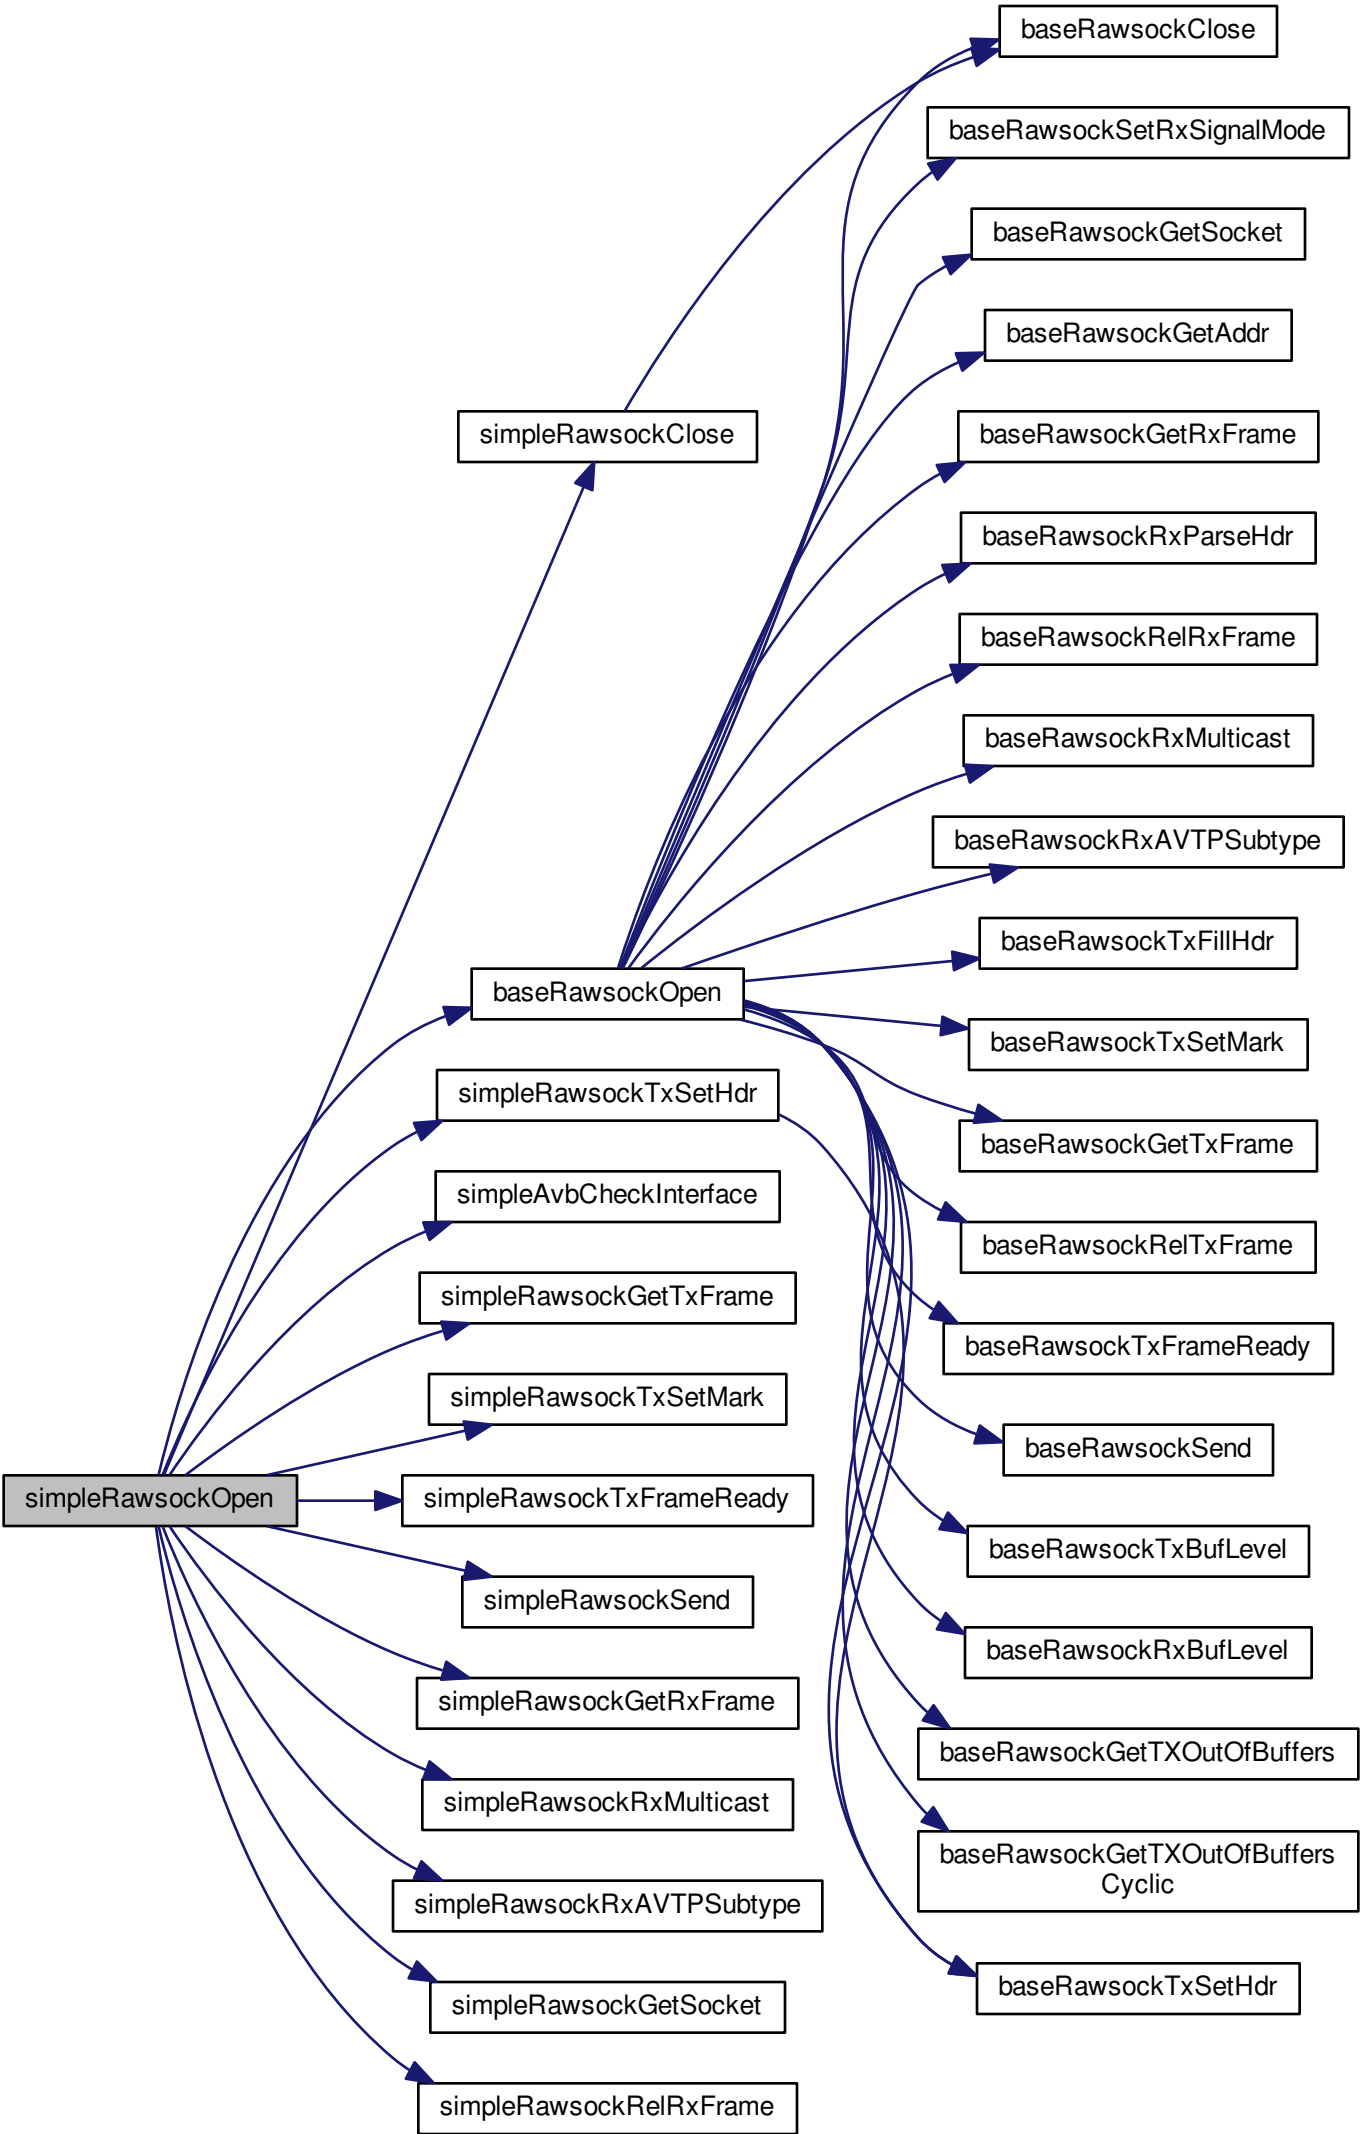 baseRawsockClose
baseRawsockSetRxSignalMode
baseRawsockGetSocket
baseRawsockGetAddr
baseRawsockGetRxFrame
simpleRawsockClose
baseRawsockRxParseHdr
baseRawsockRelRxFrame
baseRawsockRxMulticast
baseRawsockRxAVTPSubtype
baseRawsockTxFillHdr
baseRawsockOpen
baseRawsockTxSetMark
simpleRawsockTxSetHdr
baseRawsockGetTxFrame
simpleAvbCheckInterface
baseRawsockRelTxFrame
simpleRawsockGetTxFrame
baseRawsockTxFrameReady
simpleRawsockTxSetMark
baseRawsockSend
simpleRawsockOpen
simpleRawsockTxFrameReady
baseRawsockTxBufLevel
simpleRawsockSend
baseRawsockRxBufLevel
simpleRawsockGetRxFrame
baseRawsockGetTXOutOfBuffers
simpleRawsockRxMulticast
baseRawsockGetTXOutOfBuffers
Cyclic
simpleRawsockRxAVTPSubtype
baseRawsockTxSetHdr
simpleRawsockGetSocket
simpleRawsockRelRxFrame